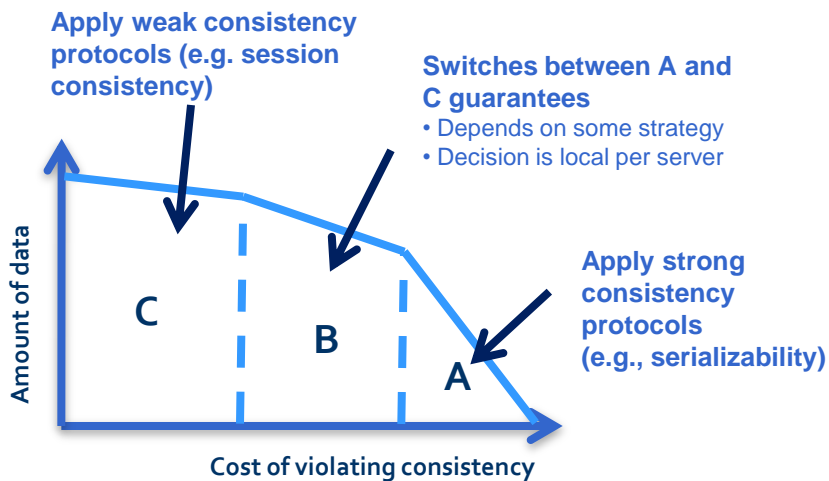 Apply weak consistency
protocols (e.g. session
consistency)
Switches between A and
C guarantees
• Depends on some strategy
• Decision is local per server
Apply strong
consistency
protocols
(e.g., serializability)
Amount of data
C
B
A
Cost of violating consistency